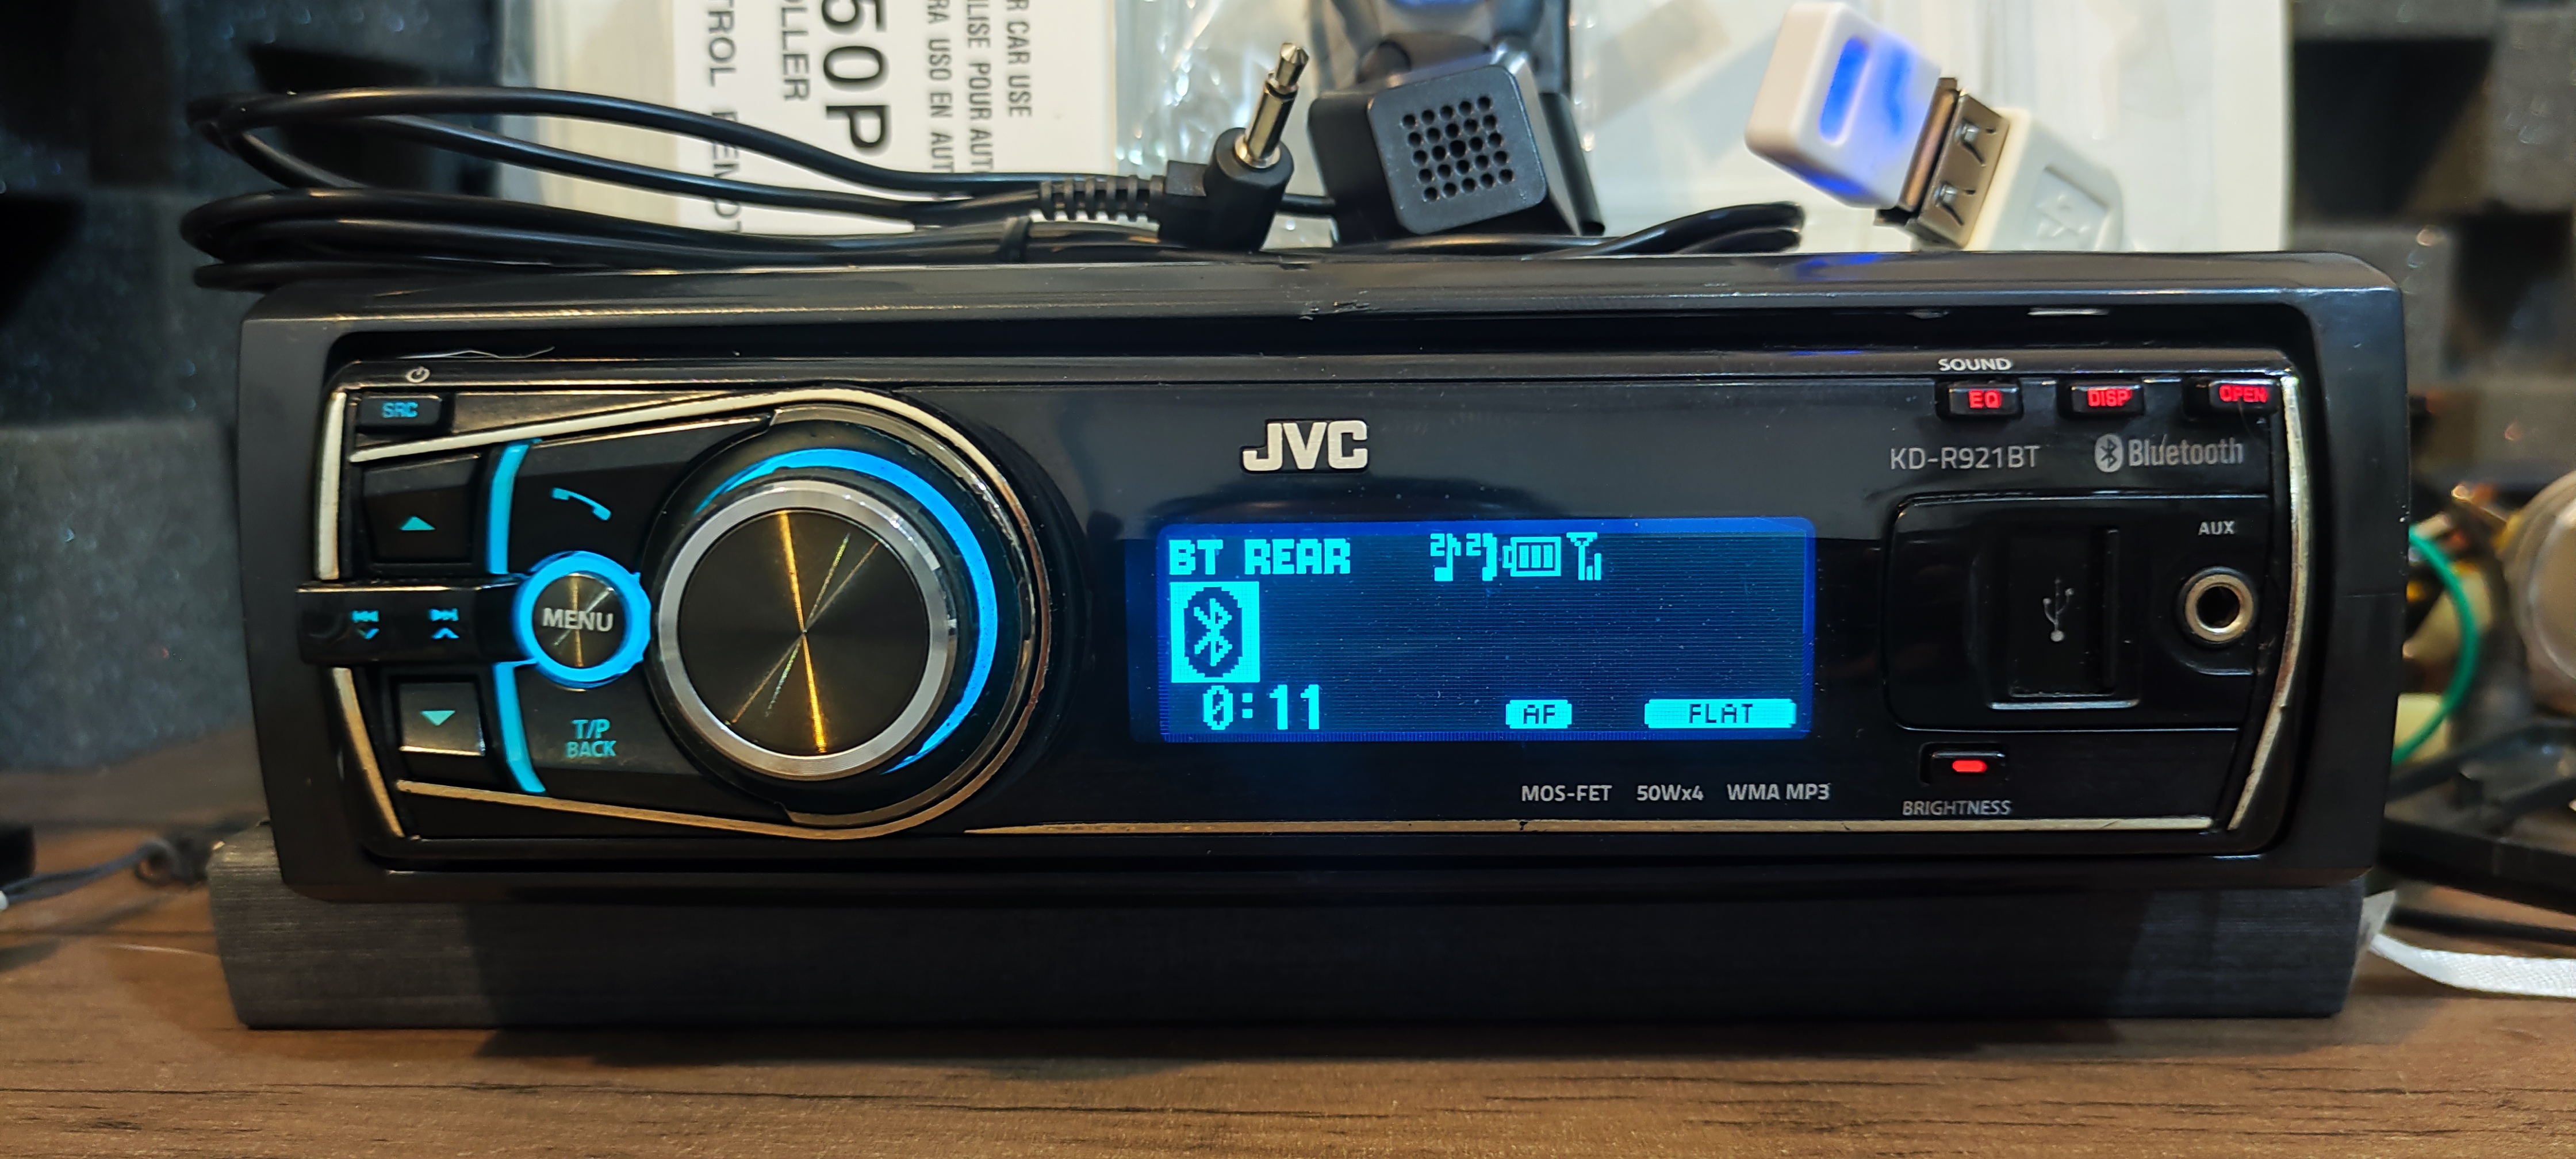 50P
OLLER
TROL
R CAR USE
ILISE POUR AUT
RA USO EN AUT
SOUND
EQ
DISP
OPEN
SRC
JVC
KD-R921BT
Bluetooth
BT REAR
AUX
MENU
0:11
AF
FLAT
T/P
BACK
MOS-FET 50Wx4 WMA MP3
BRIGHTNESS